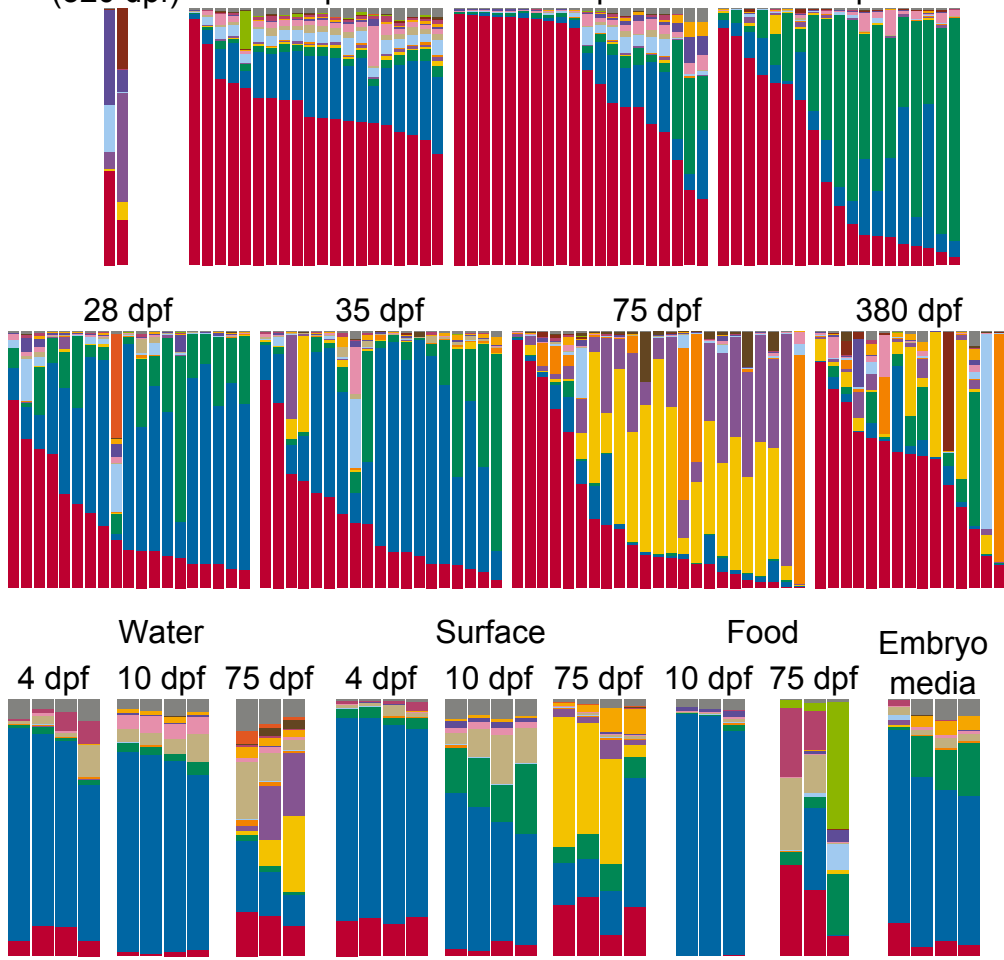 28 dpf 35 dpf 75 dpf 380 dpf
Water Surface Food Embryo media
4 dpf 10 dpf 75 dpf 4 dpf 10 dpf 75 dpf 10 dpf 75 dpf